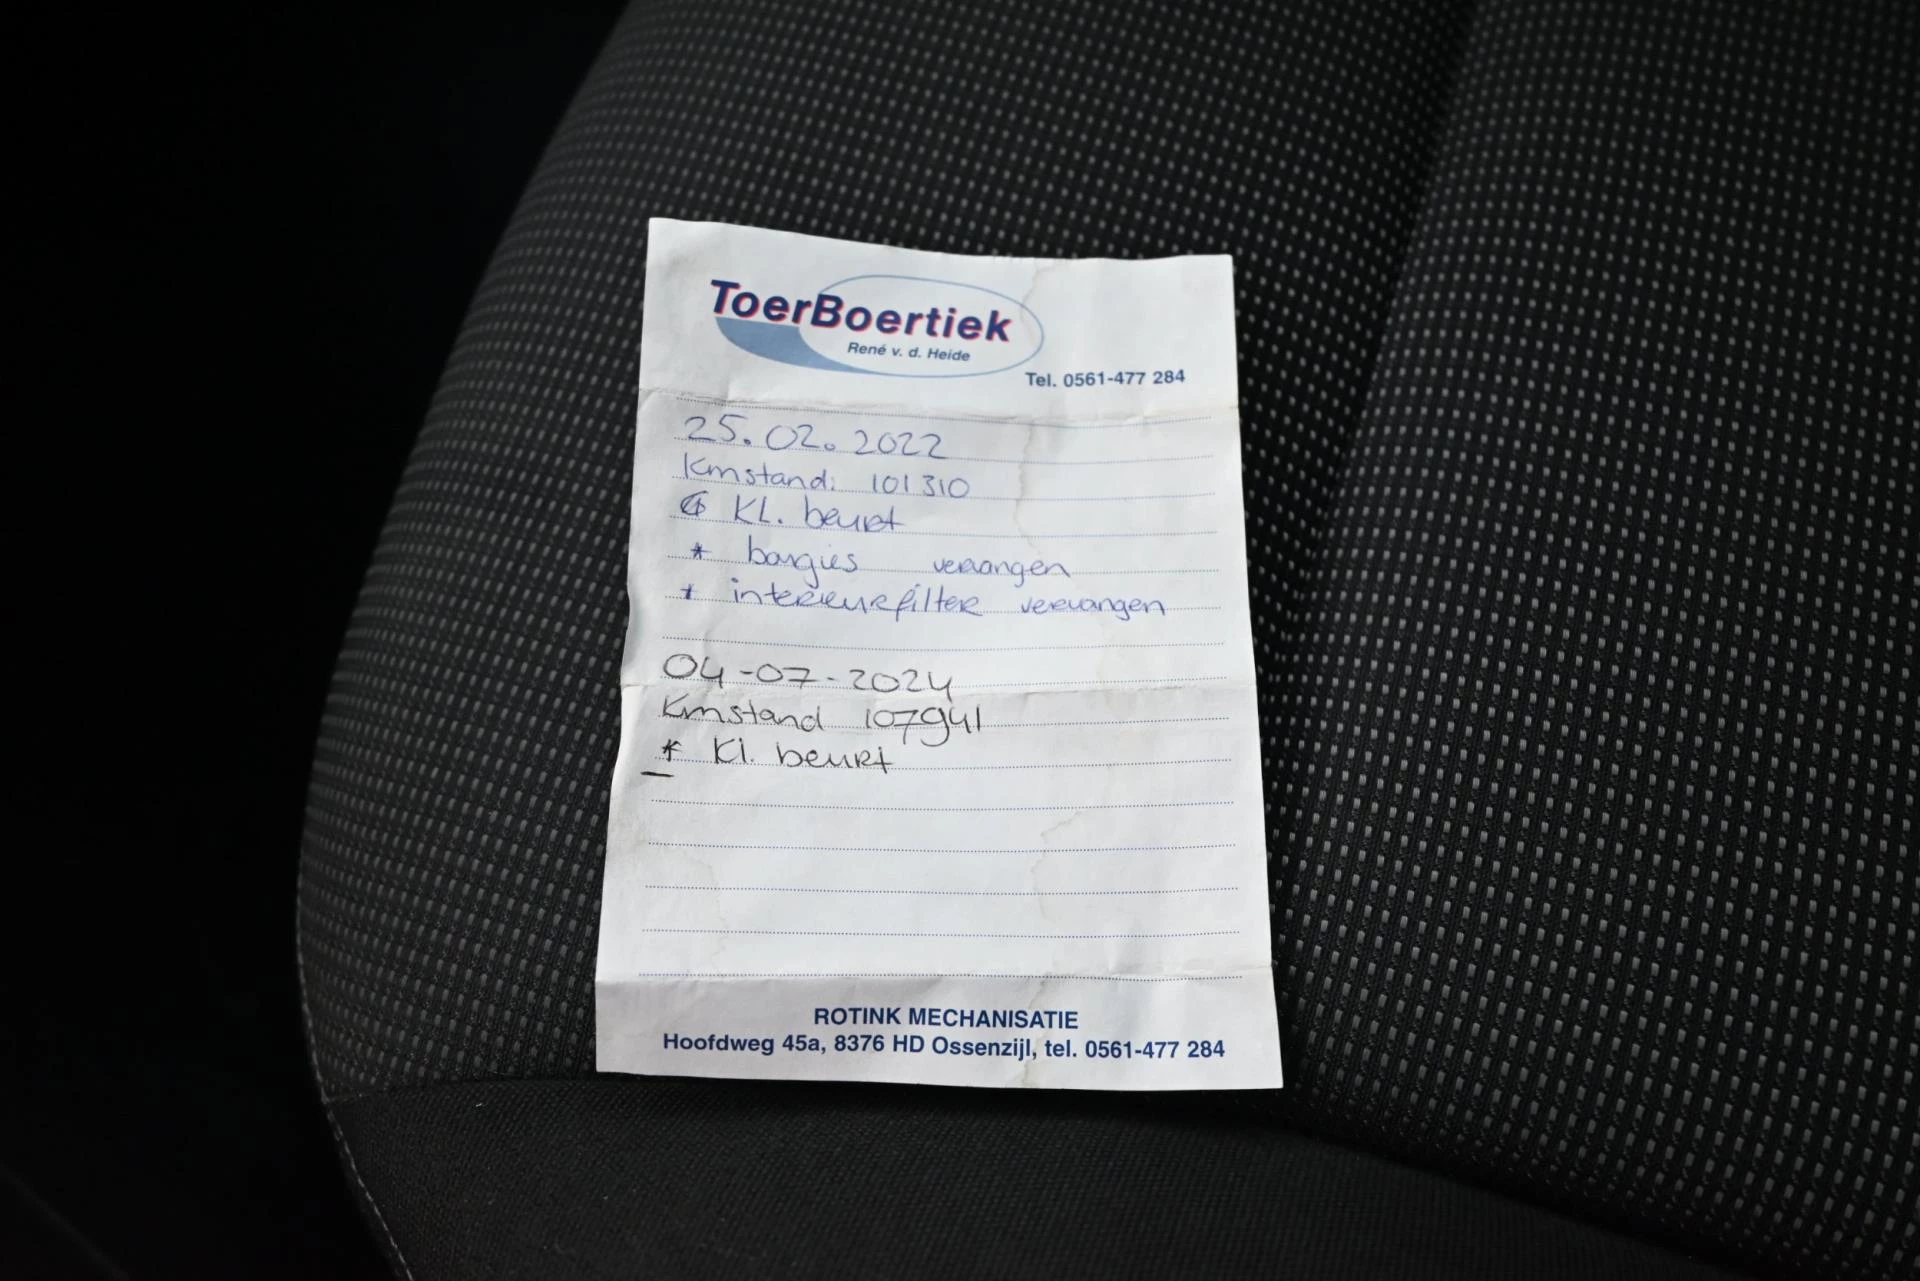 ToerBoertiek
René v. d. Heide
Tel. 0561-477 284
25.02.2022
Kmstand: 101310
KL. beurt
* bougies vervangen
* interieurfilter vervangen
04-07-2024
Kmstand 107941
* Kl. beurt
ROTINK MECHANISATIE
Hoofdweg 45a, 8376 HD Ossenzijl, tel. 0561-477 284